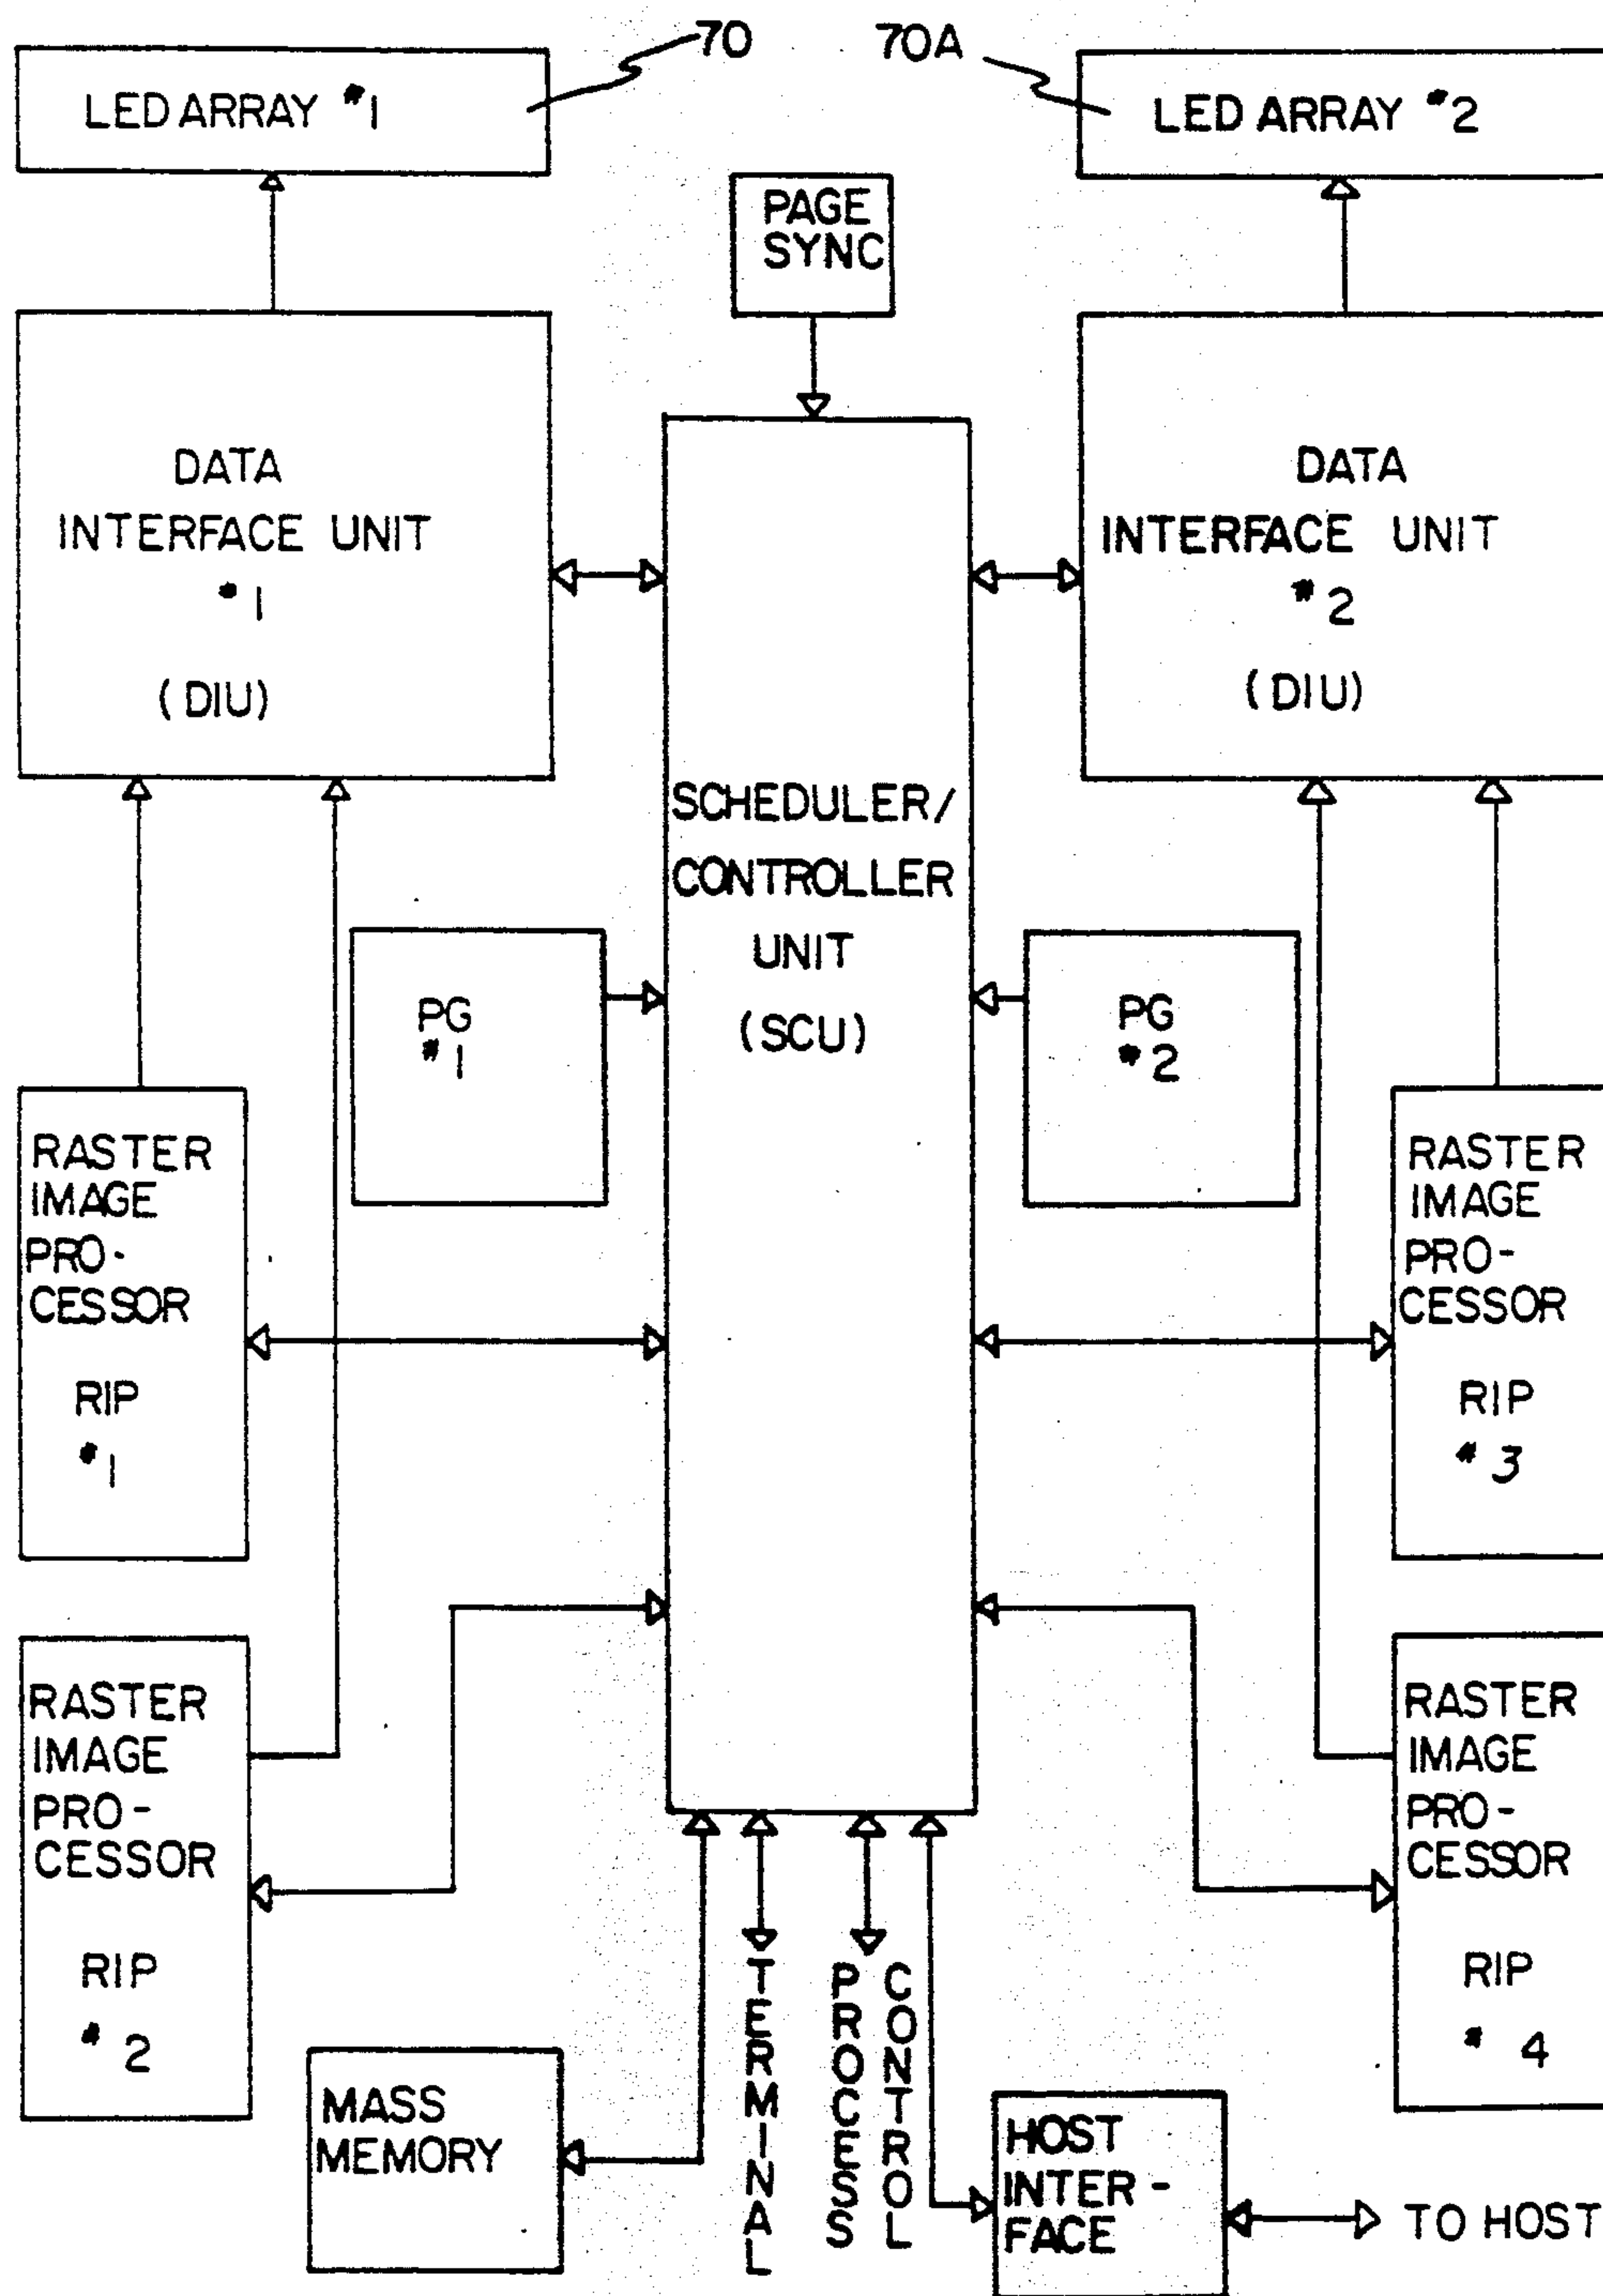 70
70A
LED ARRAY #1
LED ARRAY #2
PAGE
SYNC
DATA
INTERFACE UNIT
#1
(DIU)
DATA
INTERFACE UNIT
#2
(DIU)
SCHEDULER/
CONTROLLER
UNIT
(SCU)
PG
#1
PG
#2
RASTER
IMAGE
PRO-
CESSOR
RIP
#1
RASTER
IMAGE
PRO-
CESSOR
RIP
#3
RASTER
IMAGE
PRO-
CESSOR
RIP
#2
RASTER
IMAGE
PRO-
CESSOR
RIP
#4
MASS
MEMORY
TERMINAL
PROCESS
CONTROL
HOST
INTER-
FACE
TO HOST